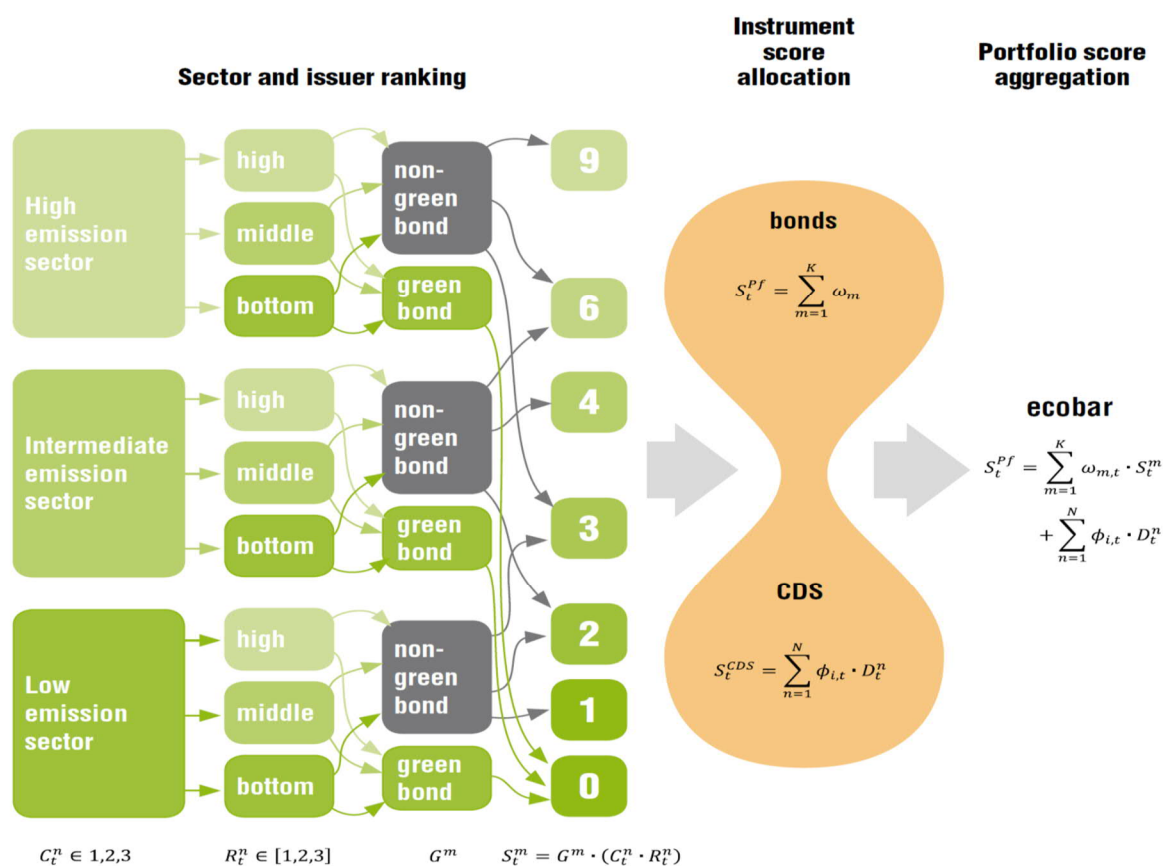 Sector and issuer ranking
Instrument
score
allocation
Portfolio score
aggregation
High
emission
sector
high
middle
bottom
non-
green
bond
green
bond
Intermediate
emission
sector
high
middle
bottom
non-
green
bond
green
bond
Low
emission
sector
high
middle
bottom
non-
green
bond
green
bond
9
6
4
3
2
1
0
bonds
$S_t^{Pf} = \sum_{m=1}^{K} \omega_m$
CDS
$S_t^{CDS} = \sum_{n=1}^{N} \phi_{i,t} \cdot D_t^n$
ecobar
$S_t^{Pf} = \sum_{m=1}^{K} \omega_{m,t} \cdot S_t^m$
$+ \sum_{n=1}^{N} \phi_{i,t} \cdot D_t^n$
$C_t^n \in 1,2,3$
$R_t^n \in [1,2,3]$
$G^m$
$S_t^m = G^m \cdot (C_t^n \cdot R_t^n)$